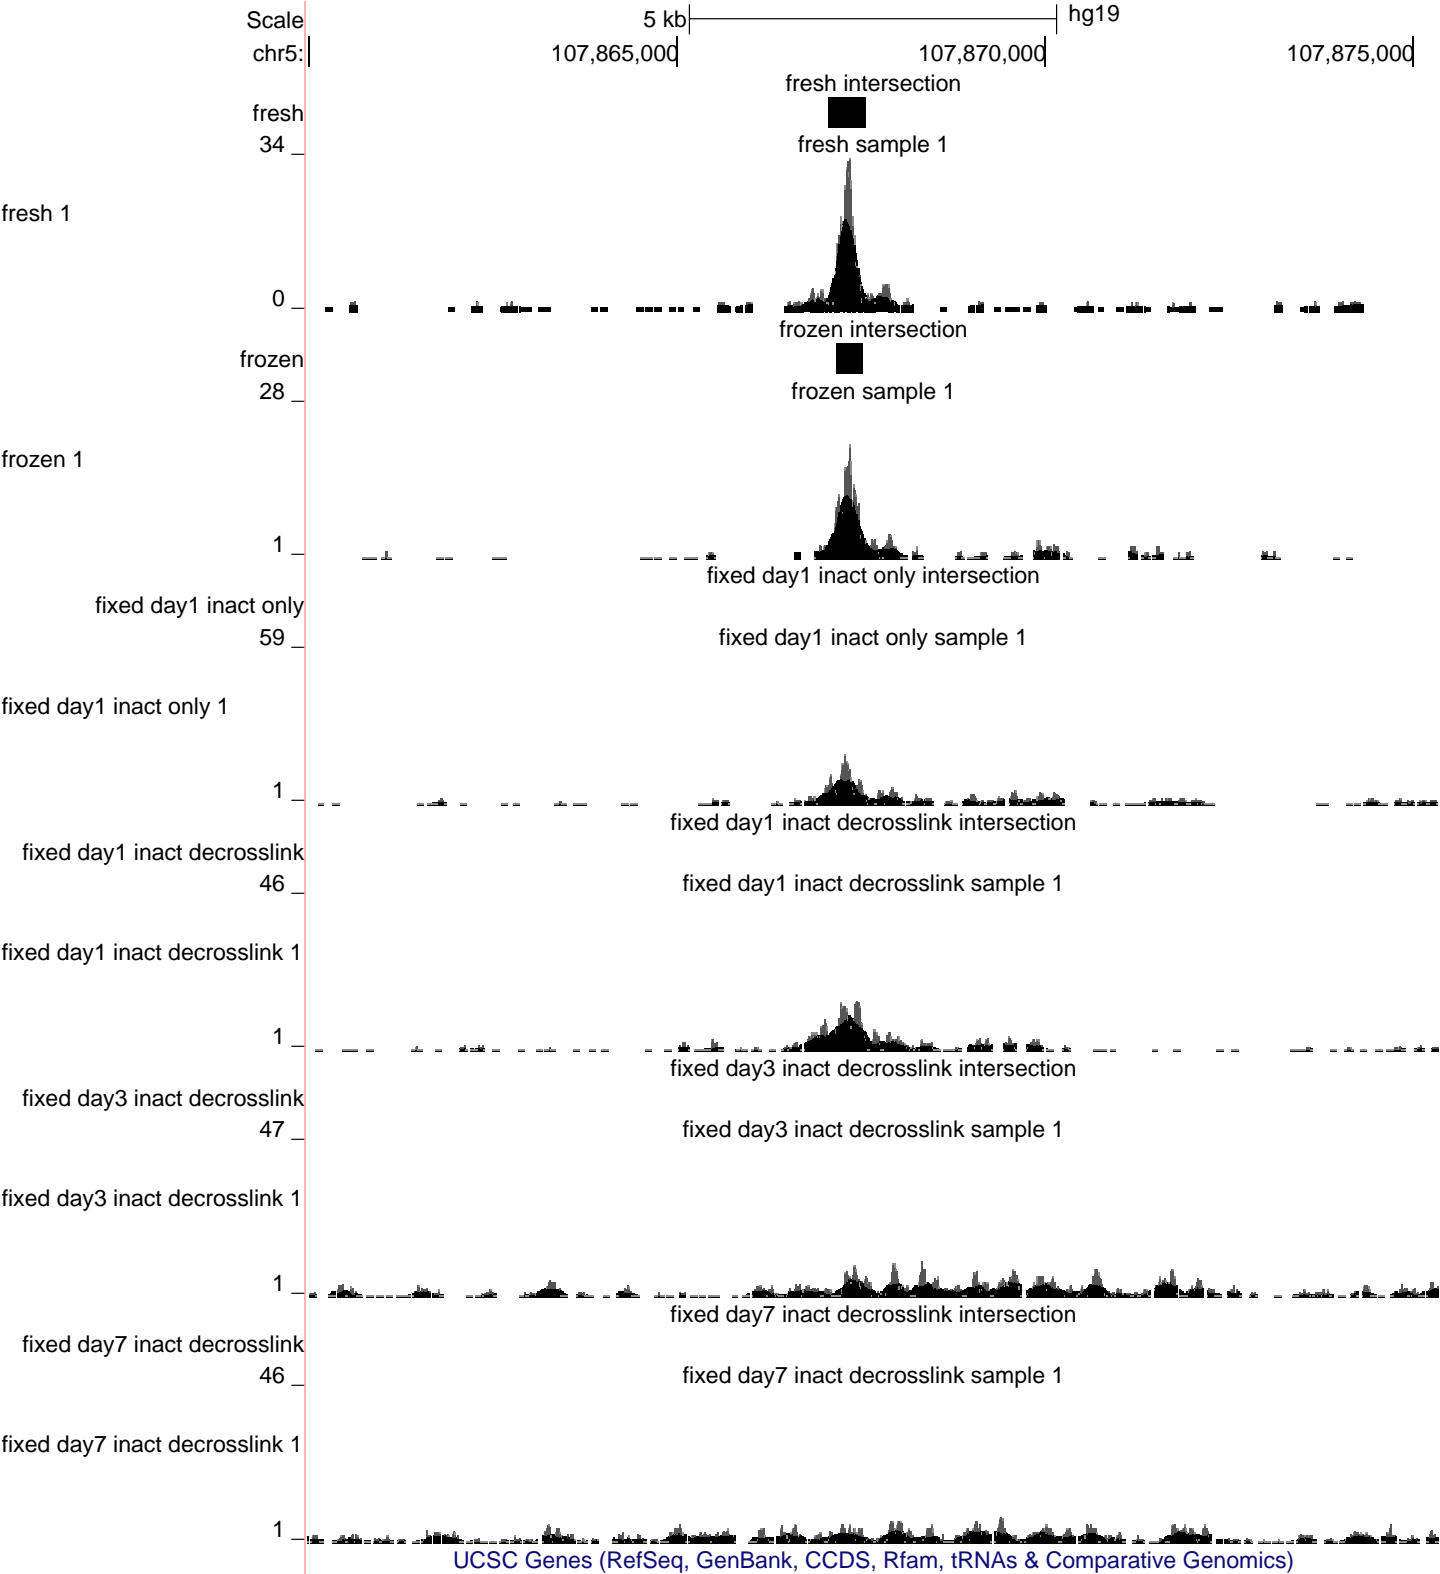 Scale 5 kb hg19
chr5: 107,865,000 107,870,000 107,875,000
fresh intersection
fresh
34 fresh sample 1
fresh 1
0
frozen intersection
frozen
28 frozen sample 1
frozen 1
1
fixed day1 inact only intersection
fixed day1 inact only
59 fixed day1 inact only sample 1
fixed day1 inact only 1
1
fixed day1 inact decrosslink intersection
fixed day1 inact decrosslink
46 fixed day1 inact decrosslink sample 1
fixed day1 inact decrosslink 1
1
fixed day3 inact decrosslink intersection
fixed day3 inact decrosslink
47 fixed day3 inact decrosslink sample 1
fixed day3 inact decrosslink 1
1
fixed day7 inact decrosslink intersection
fixed day7 inact decrosslink
46 fixed day7 inact decrosslink sample 1
fixed day7 inact decrosslink 1
1
UCSC Genes (RefSeq, GenBank, CCDS, Rfam, tRNAs & Comparative Genomics)